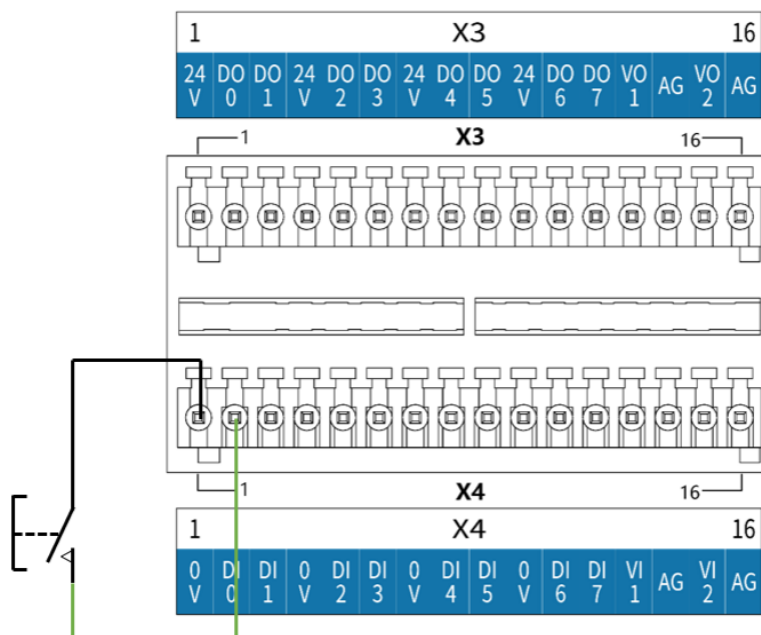 1 X3 16
24 V DO 0 DO 1 24 V DO 2 DO 3 24 V DO 4 DO 5 24 V DO 6 DO 7 VO 1 AG VO 2 AG
1 X3 16
1 X4 16
1 X4 16
0 V DI 0 DI 1 0 V DI 2 DI 3 0 V DI 4 DI 5 0 V DI 6 DI 7 VI 1 AG VI 2 AG